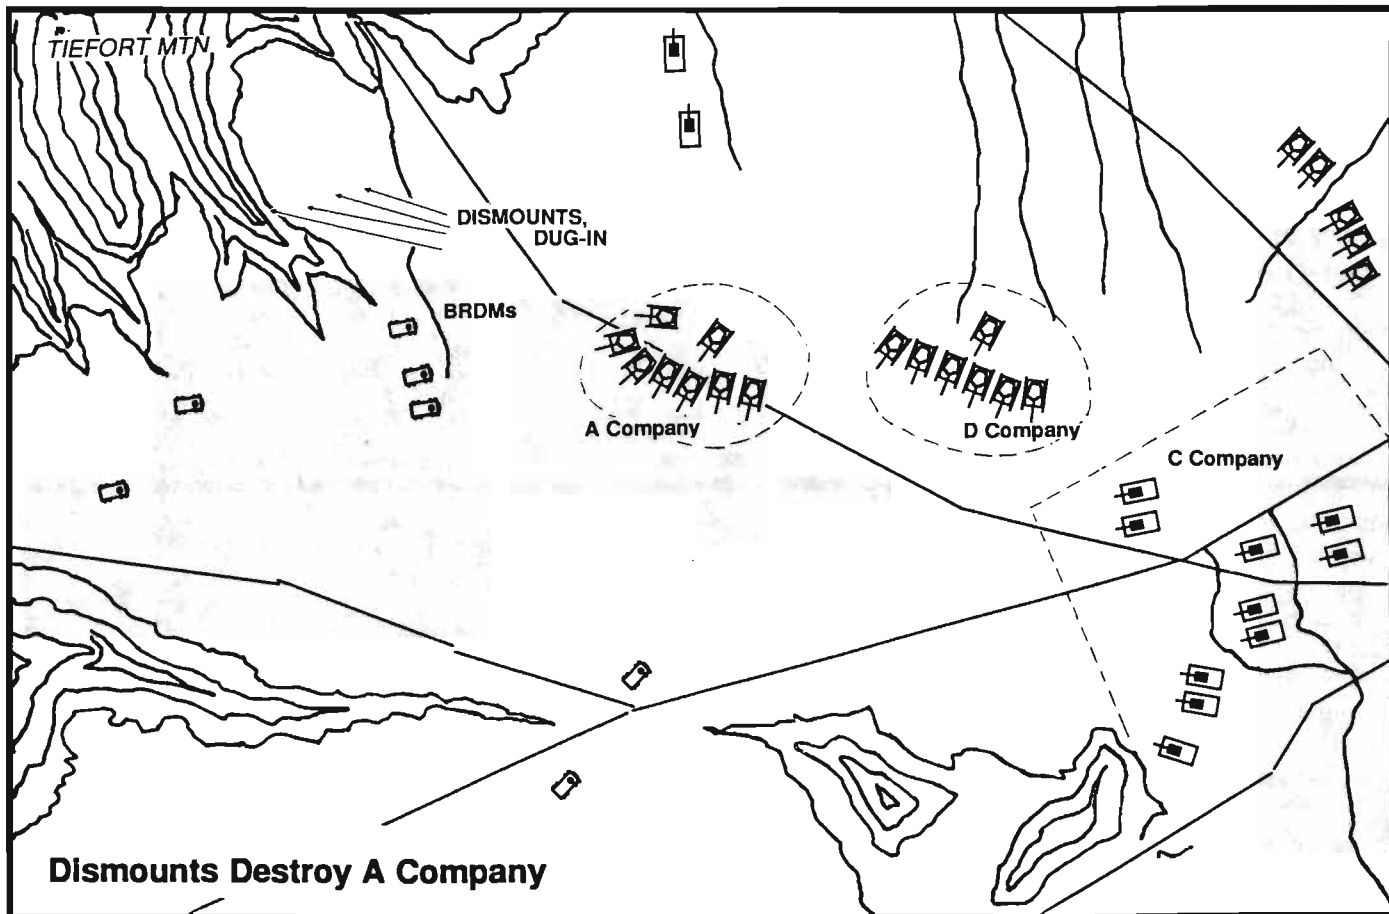 TIEFORT MTN
DISMOUNTS,
DUG-IN
BRDMs
A Company
D Company
C Company
Dismounts Destroy A Company